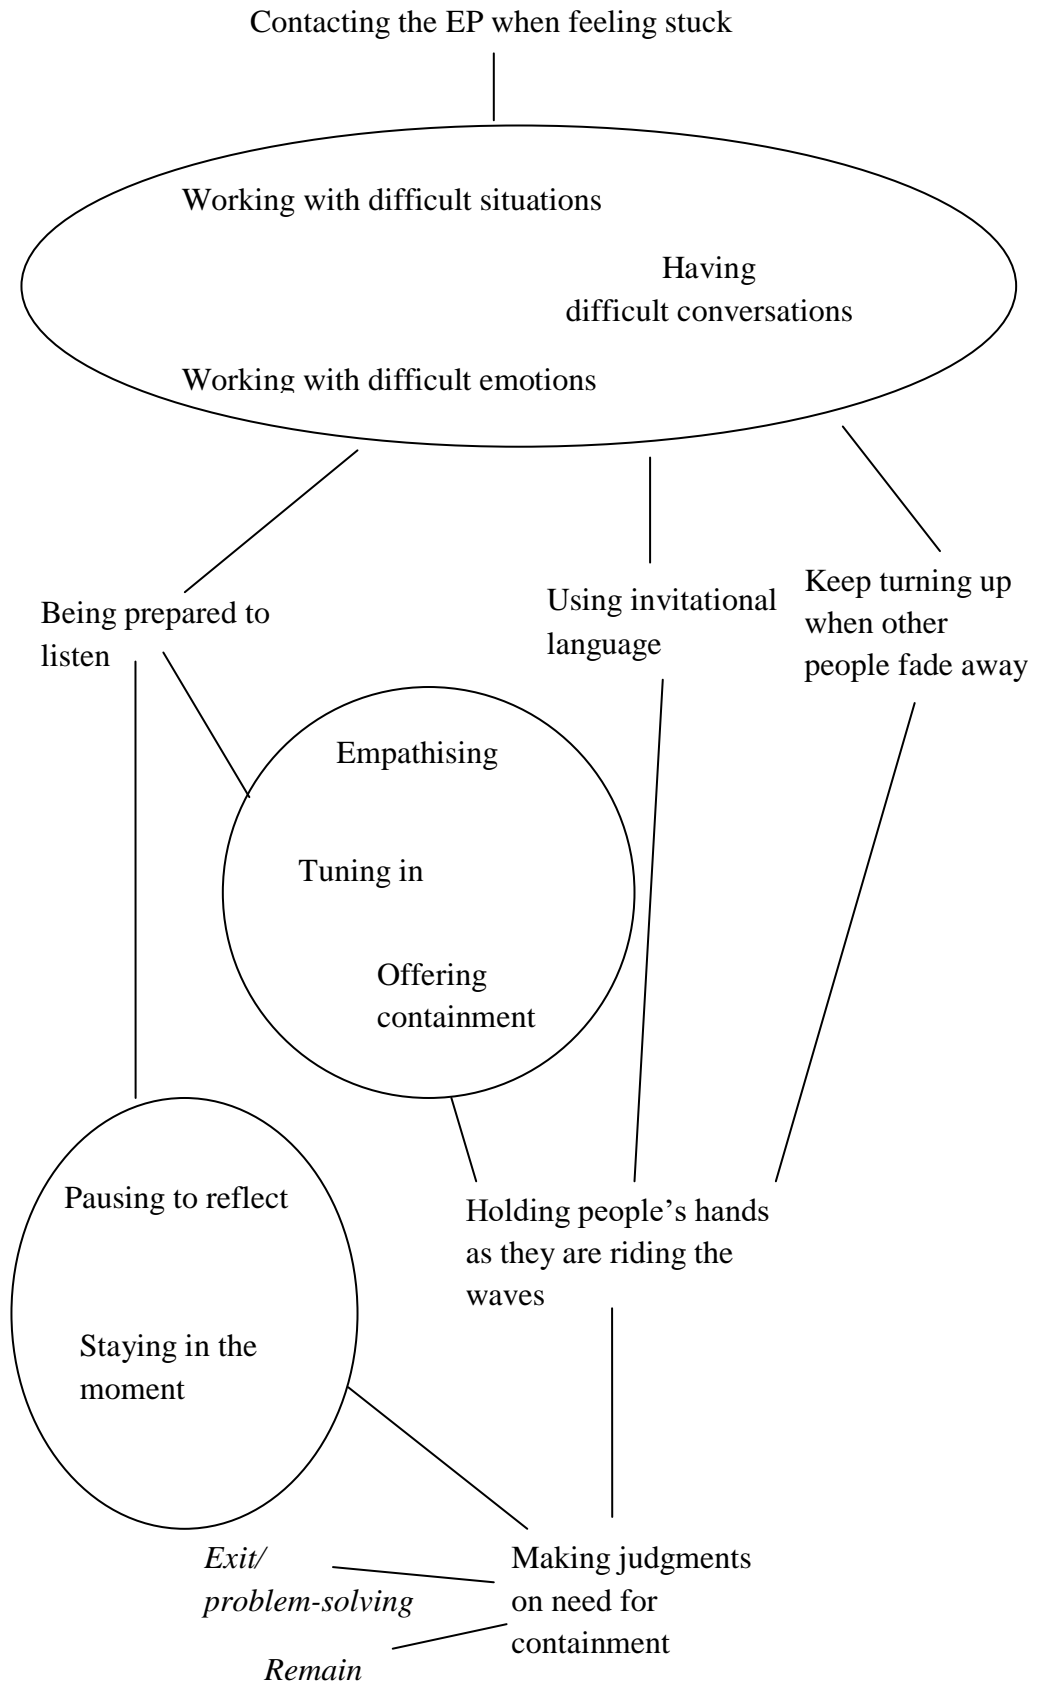 Contacting the EP when feeling stuck
Working with difficult situations
Having
difficult conversations
Working with difficult emotions
Being prepared to
listen
Using invitational
language
Keep turning up
when other
people fade away
Empathising
Tuning in
Offering
containment
Pausing to reflect
Staying in the
moment
Holding people’s hands
as they are riding the
waves
Exit/
problem-solving
Remain
Making judgments
on need for
containment